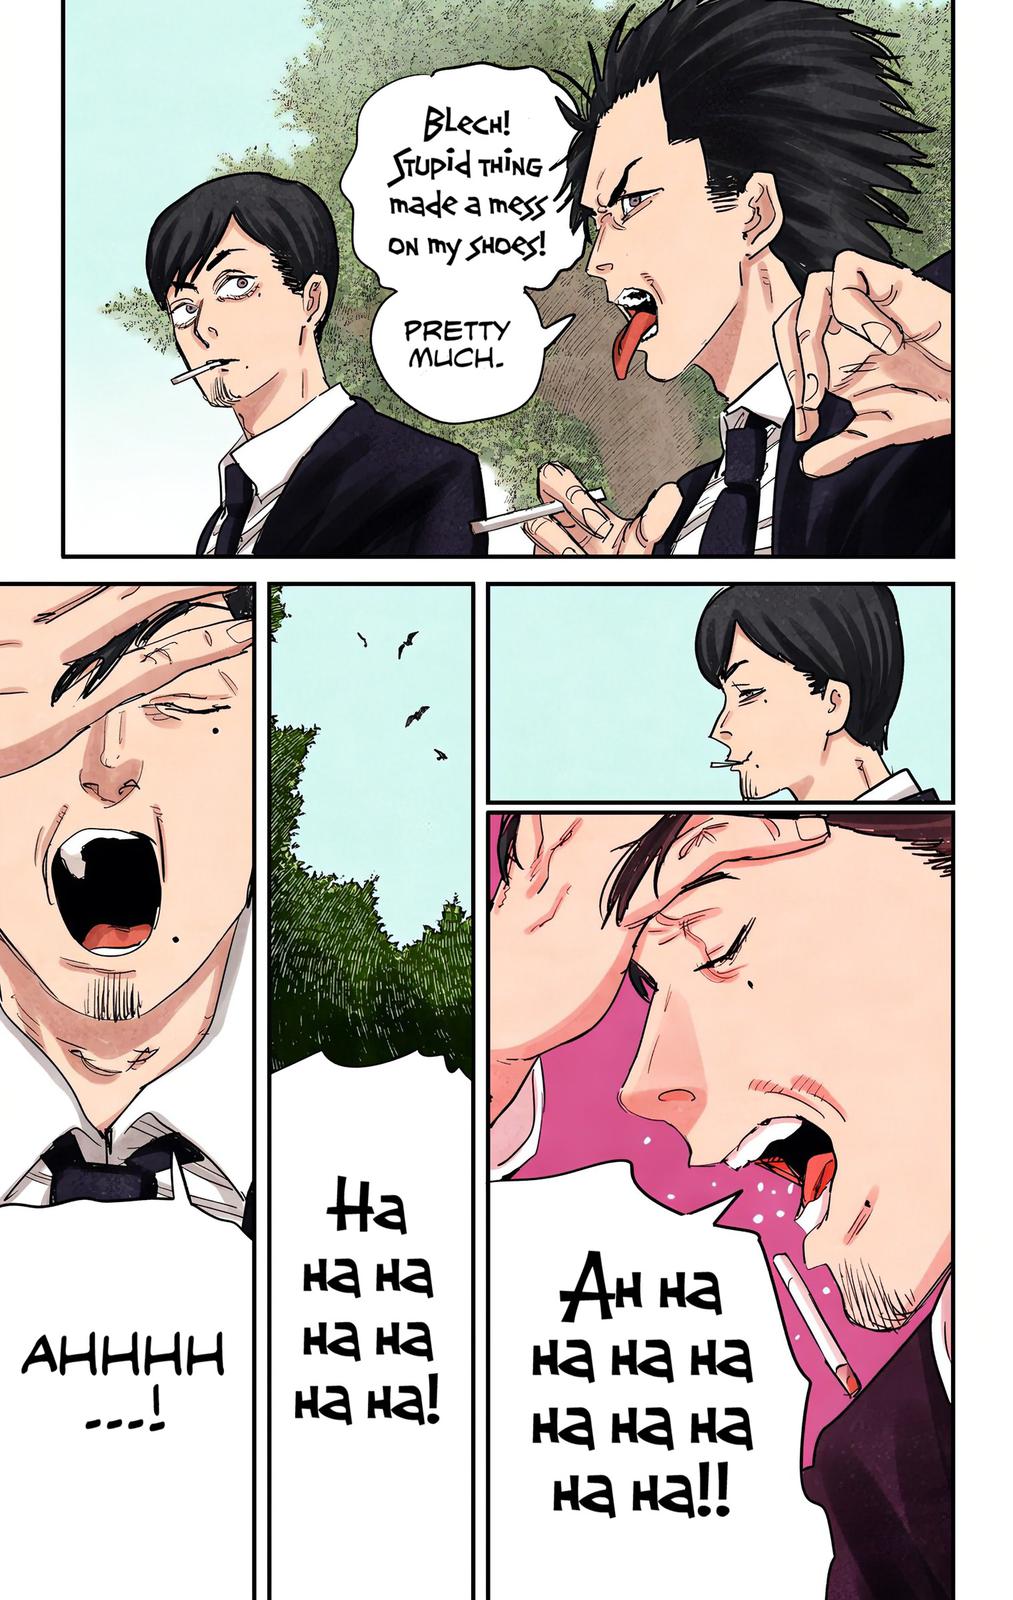 Blech!
Stupid thing
made a mess
on my shoes!
PRETTY
MUCH.
Ah ha
ha ha ha
ha ha ha
ha ha!!
Ha
ha ha
ha ha
ha ha!
AHHHH
...!